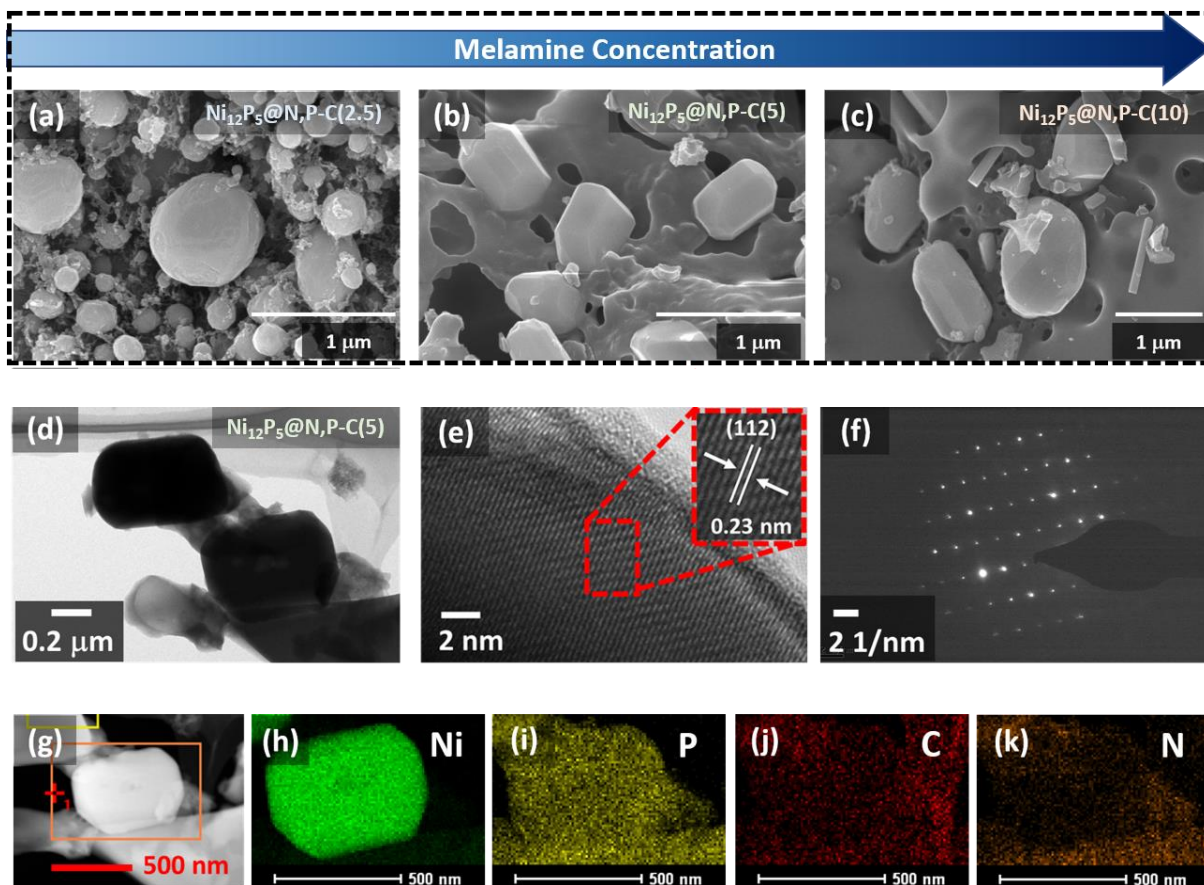 Melamine Concentration
(a) Ni₁₂P₅@N,P-C(2.5)
1 μm
(b) Ni₁₂P₅@N,P-C(5)
1 μm
(c) Ni₁₂P₅@N,P-C(10)
1 μm
(d) Ni₁₂P₅@N,P-C(5)
0.2 μm
(e)
(112)
0.23 nm
2 nm
(f)
2 1/nm
(g)
1
500 nm
(h) Ni
500 nm
(i) P
500 nm
(j) C
500 nm
(k) N
500 nm